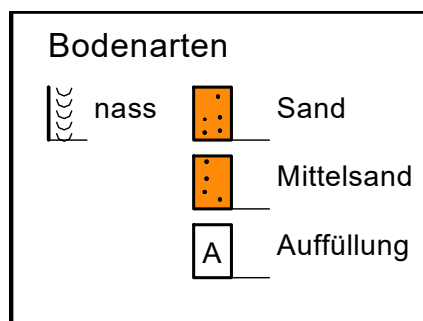 Bodenarten
nass Sand
Mittelsand
A Auffüllung